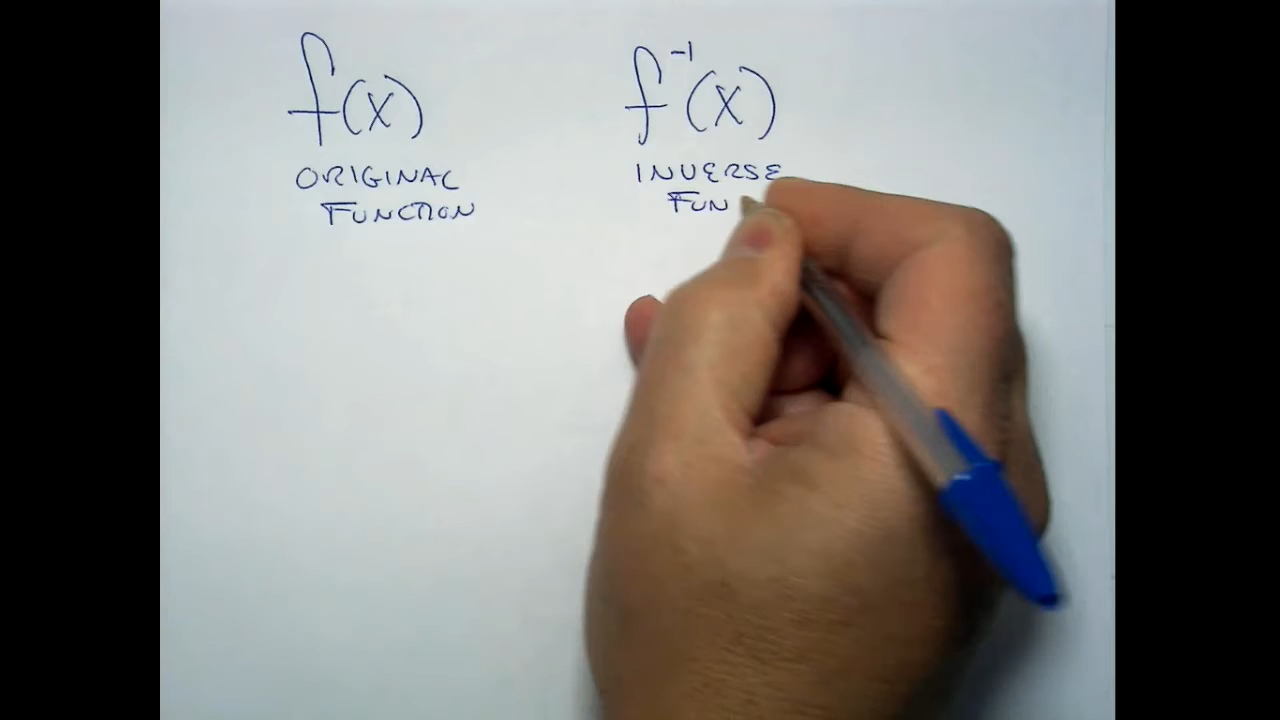 f(x)
ORIGINAL
FUNCTION
f⁻¹(x)
INVERSE
FUN